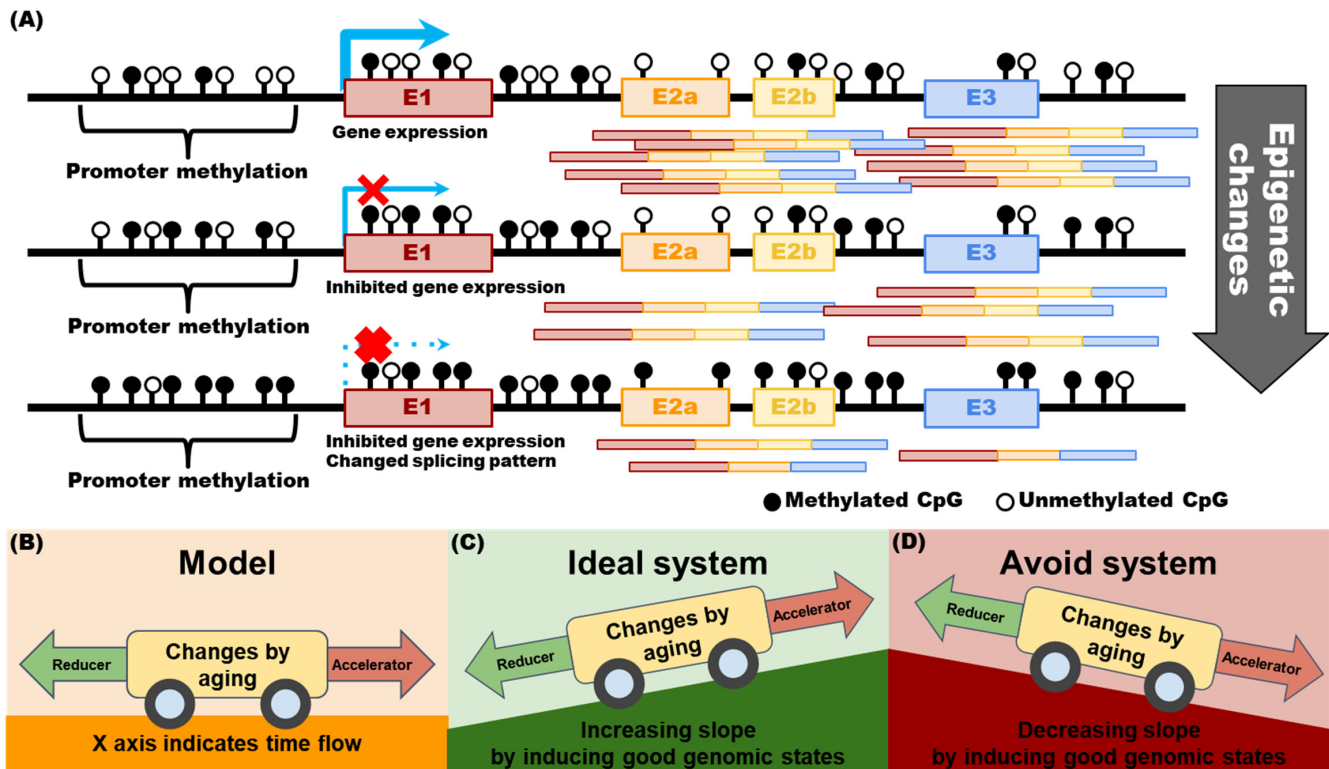 (A)
E1
E2a
E2b
E3
Gene expression
Promoter methylation
E1
E2a
E2b
E3
Inhibited gene expression
Promoter methylation
E1
E2a
E2b
E3
Inhibited gene expression
Changed splicing pattern
Promoter methylation
Epigenetic
changes
Methylated CpG
Unmethylated CpG
(B)
Model
Reducer
Changes by
aging
Accelerator
X axis indicates time flow
(C)
Ideal system
Reducer
Changes by
aging
Accelerator
Increasing slope
by inducing good genomic states
(D)
Avoid system
Reducer
Changes by
aging
Accelerator
Decreasing slope
by inducing good genomic states